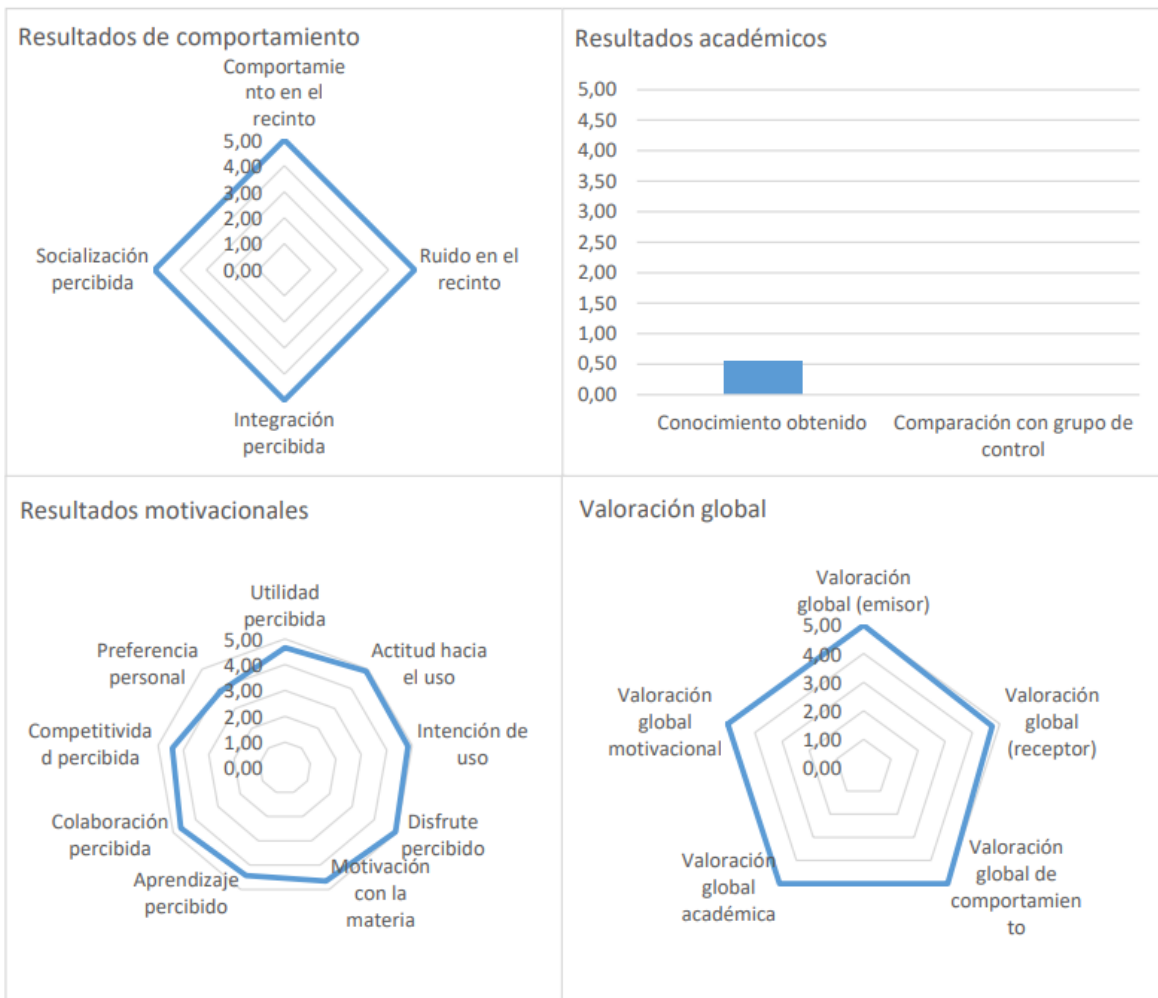 Resultados de comportamiento
Comportamie
nto en el
recinto
5,00
4,00
3,00
2,00
1,00
0,00
Socialización
percibida
Ruido en el
recinto
Integración
percibida
Resultados académicos
5,00
4,50
4,00
3,50
3,00
2,50
2,00
1,50
1,00
0,50
0,00
Conocimiento obtenido
Comparación con grupo de
control
Resultados motivacionales
Utilidad
percibida
5,00
4,00
3,00
2,00
1,00
0,00
Actitud hacia
el uso
Intención de
uso
Disfrute
percibido
Motivación
con la
materia
Aprendizaje
percibido
Colaboración
percibida
Competitivida
d percibida
Preferencia
personal
Valoración global
Valoración
global (emisor)
5,00
4,00
3,00
2,00
1,00
0,00
Valoración
global
(receptor)
Valoración
global de
comportamien
to
Valoración
global
académica
Valoración
global
motivacional